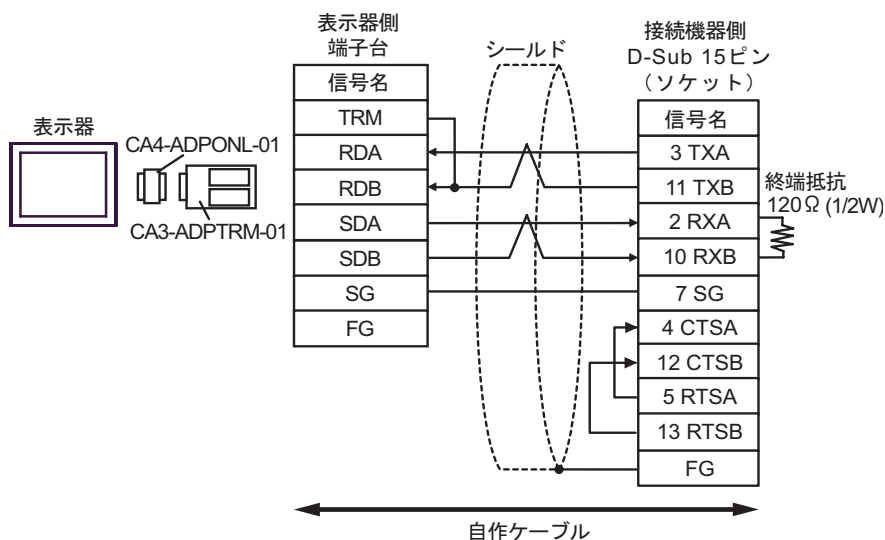 表示器側
端子台
シールド
接続機器側
D-Sub 15ピン
（ソケット）
表示器
CA4-ADPONL-01
CA3-ADPTRM-01
信号名
TRM
RDA
RDB
SDA
SDB
SG
FG
信号名
3 TXA
11 TXB
2 RXA
10 RXB
7 SG
4 CTSA
12 CTSB
5 RTSA
13 RTSB
FG
終端抵抗
120Ω (1/2W)
自作ケーブル